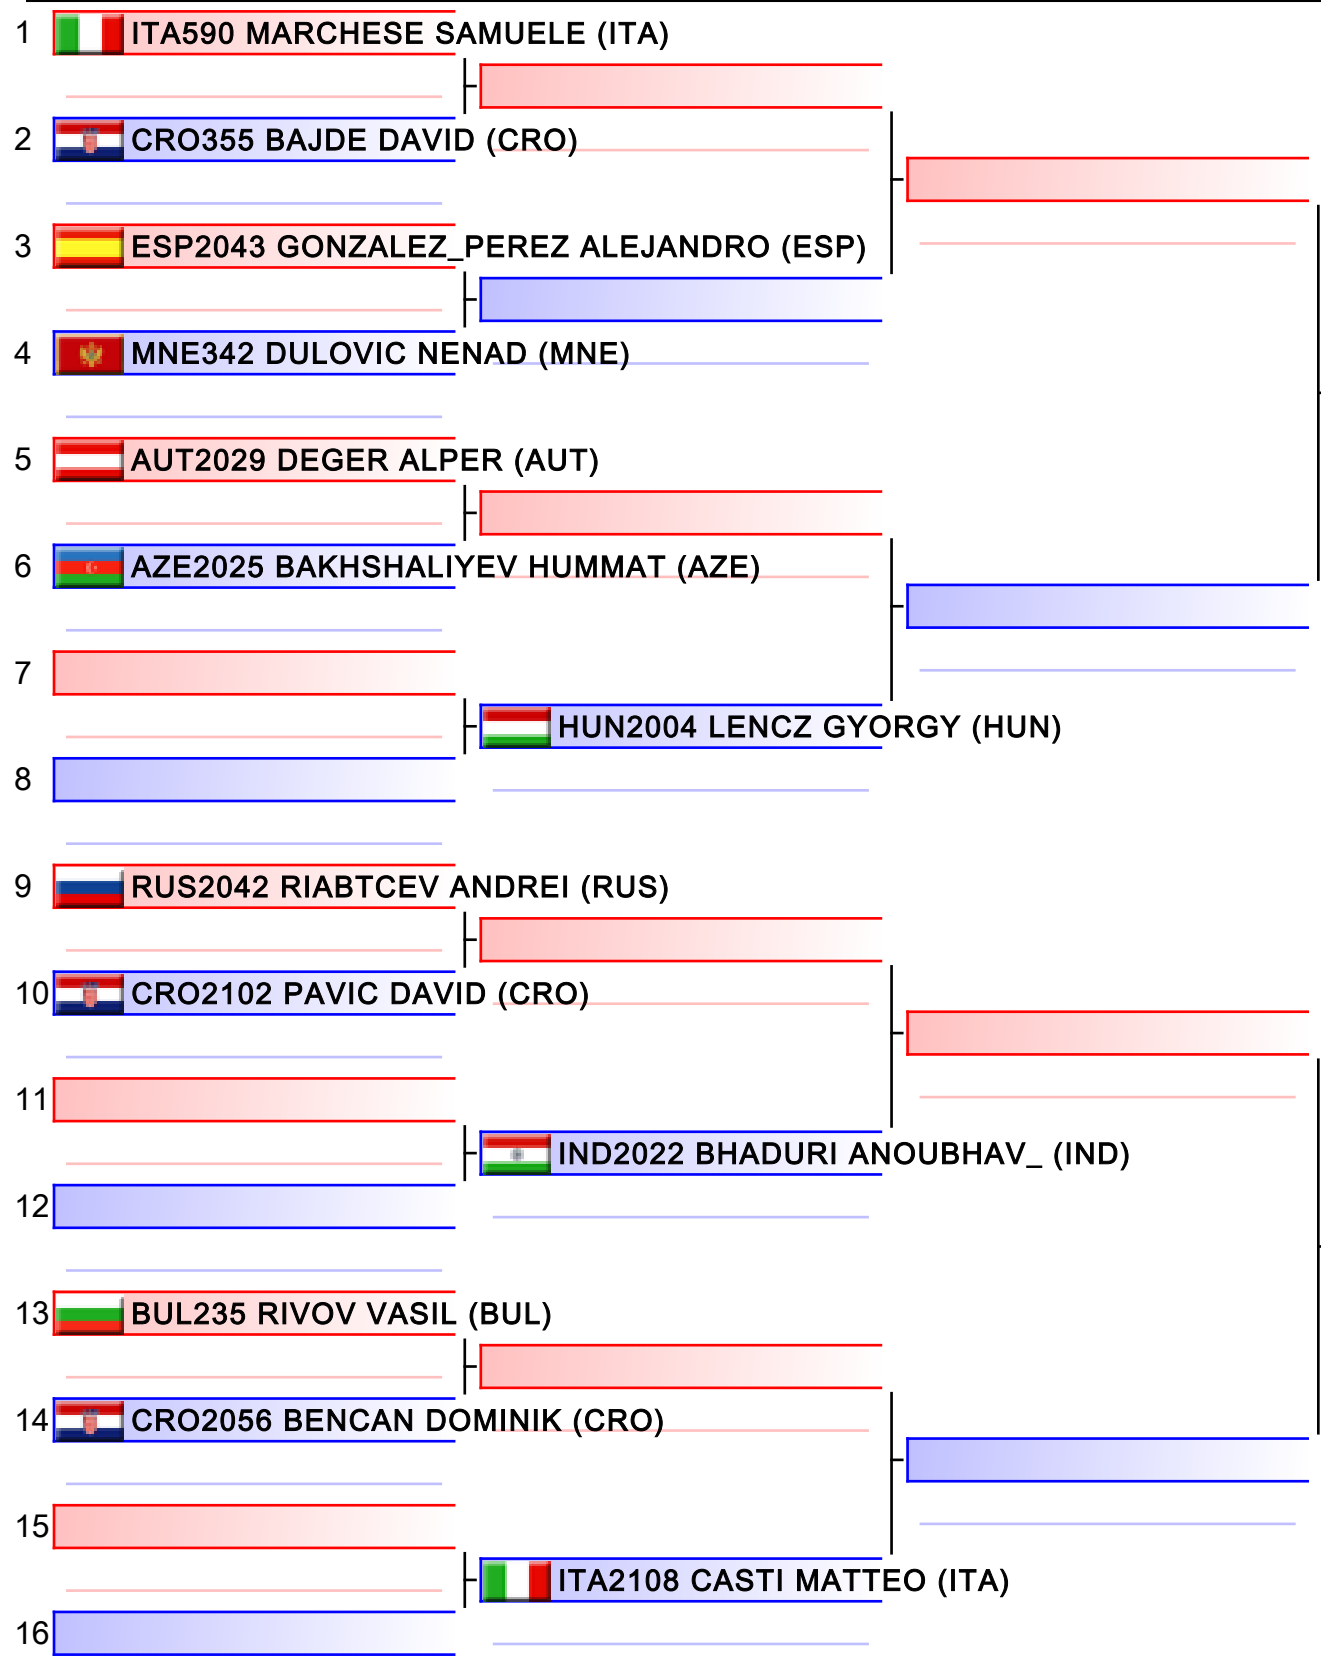 1 ITA590 MARCHESE SAMUELE (ITA)
2 CRO355 BAJDE DAVID (CRO)
3 ESP2043 GONZALEZ_PEREZ ALEJANDRO (ESP)
4 MNE342 DULOVIC NENAD (MNE)
5 AUT2029 DEGER ALPER (AUT)
6 AZE2025 BAKHSHALIYEV HUMMAT (AZE)
7
HUN2004 LENCZ GYORGY (HUN)
8
9 RUS2042 RIABTCEV ANDREI (RUS)
10 CRO2102 PAVIC DAVID (CRO)
11
IND2022 BHADURI ANOUBHAV_ (IND)
12
13 BUL235 RIVOV VASIL (BUL)
14 CRO2056 BENCAN DOMINIK (CRO)
15
ITA2108 CASTI MATTEO (ITA)
16